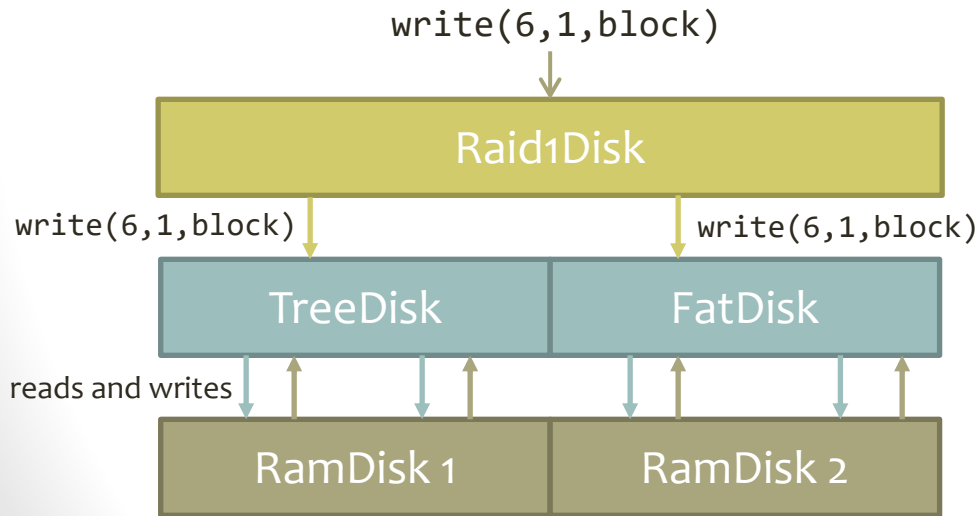 write(6,1,block)
Raid1Disk
write(6,1,block)
write(6,1,block)
TreeDisk
FatDisk
reads and writes
RamDisk 1
RamDisk 2